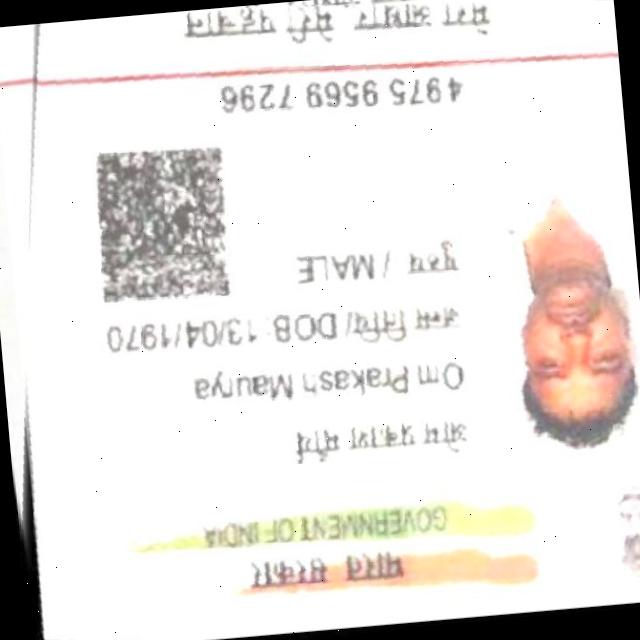 भारत सरकार
GOVERNMENT OF INDIA
ओम प्रकाश मौर्य
Om Prakash Maurya
जन्म तिथि/ DOB: 13/04/1970
पुरुष / MALE
4975 9569 7296
मेरा आधार, मेरी पहचान